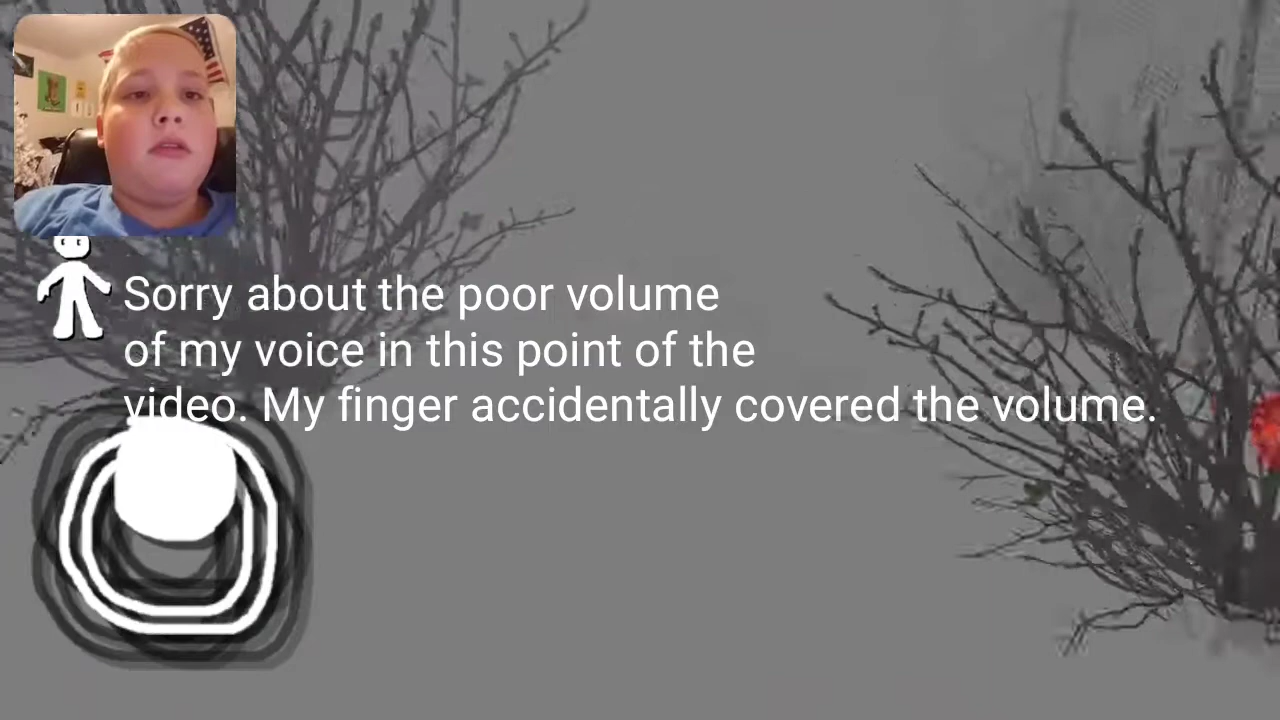 Sorry about the poor volume
of my voice in this point of the
video. My finger accidentally covered the volume.